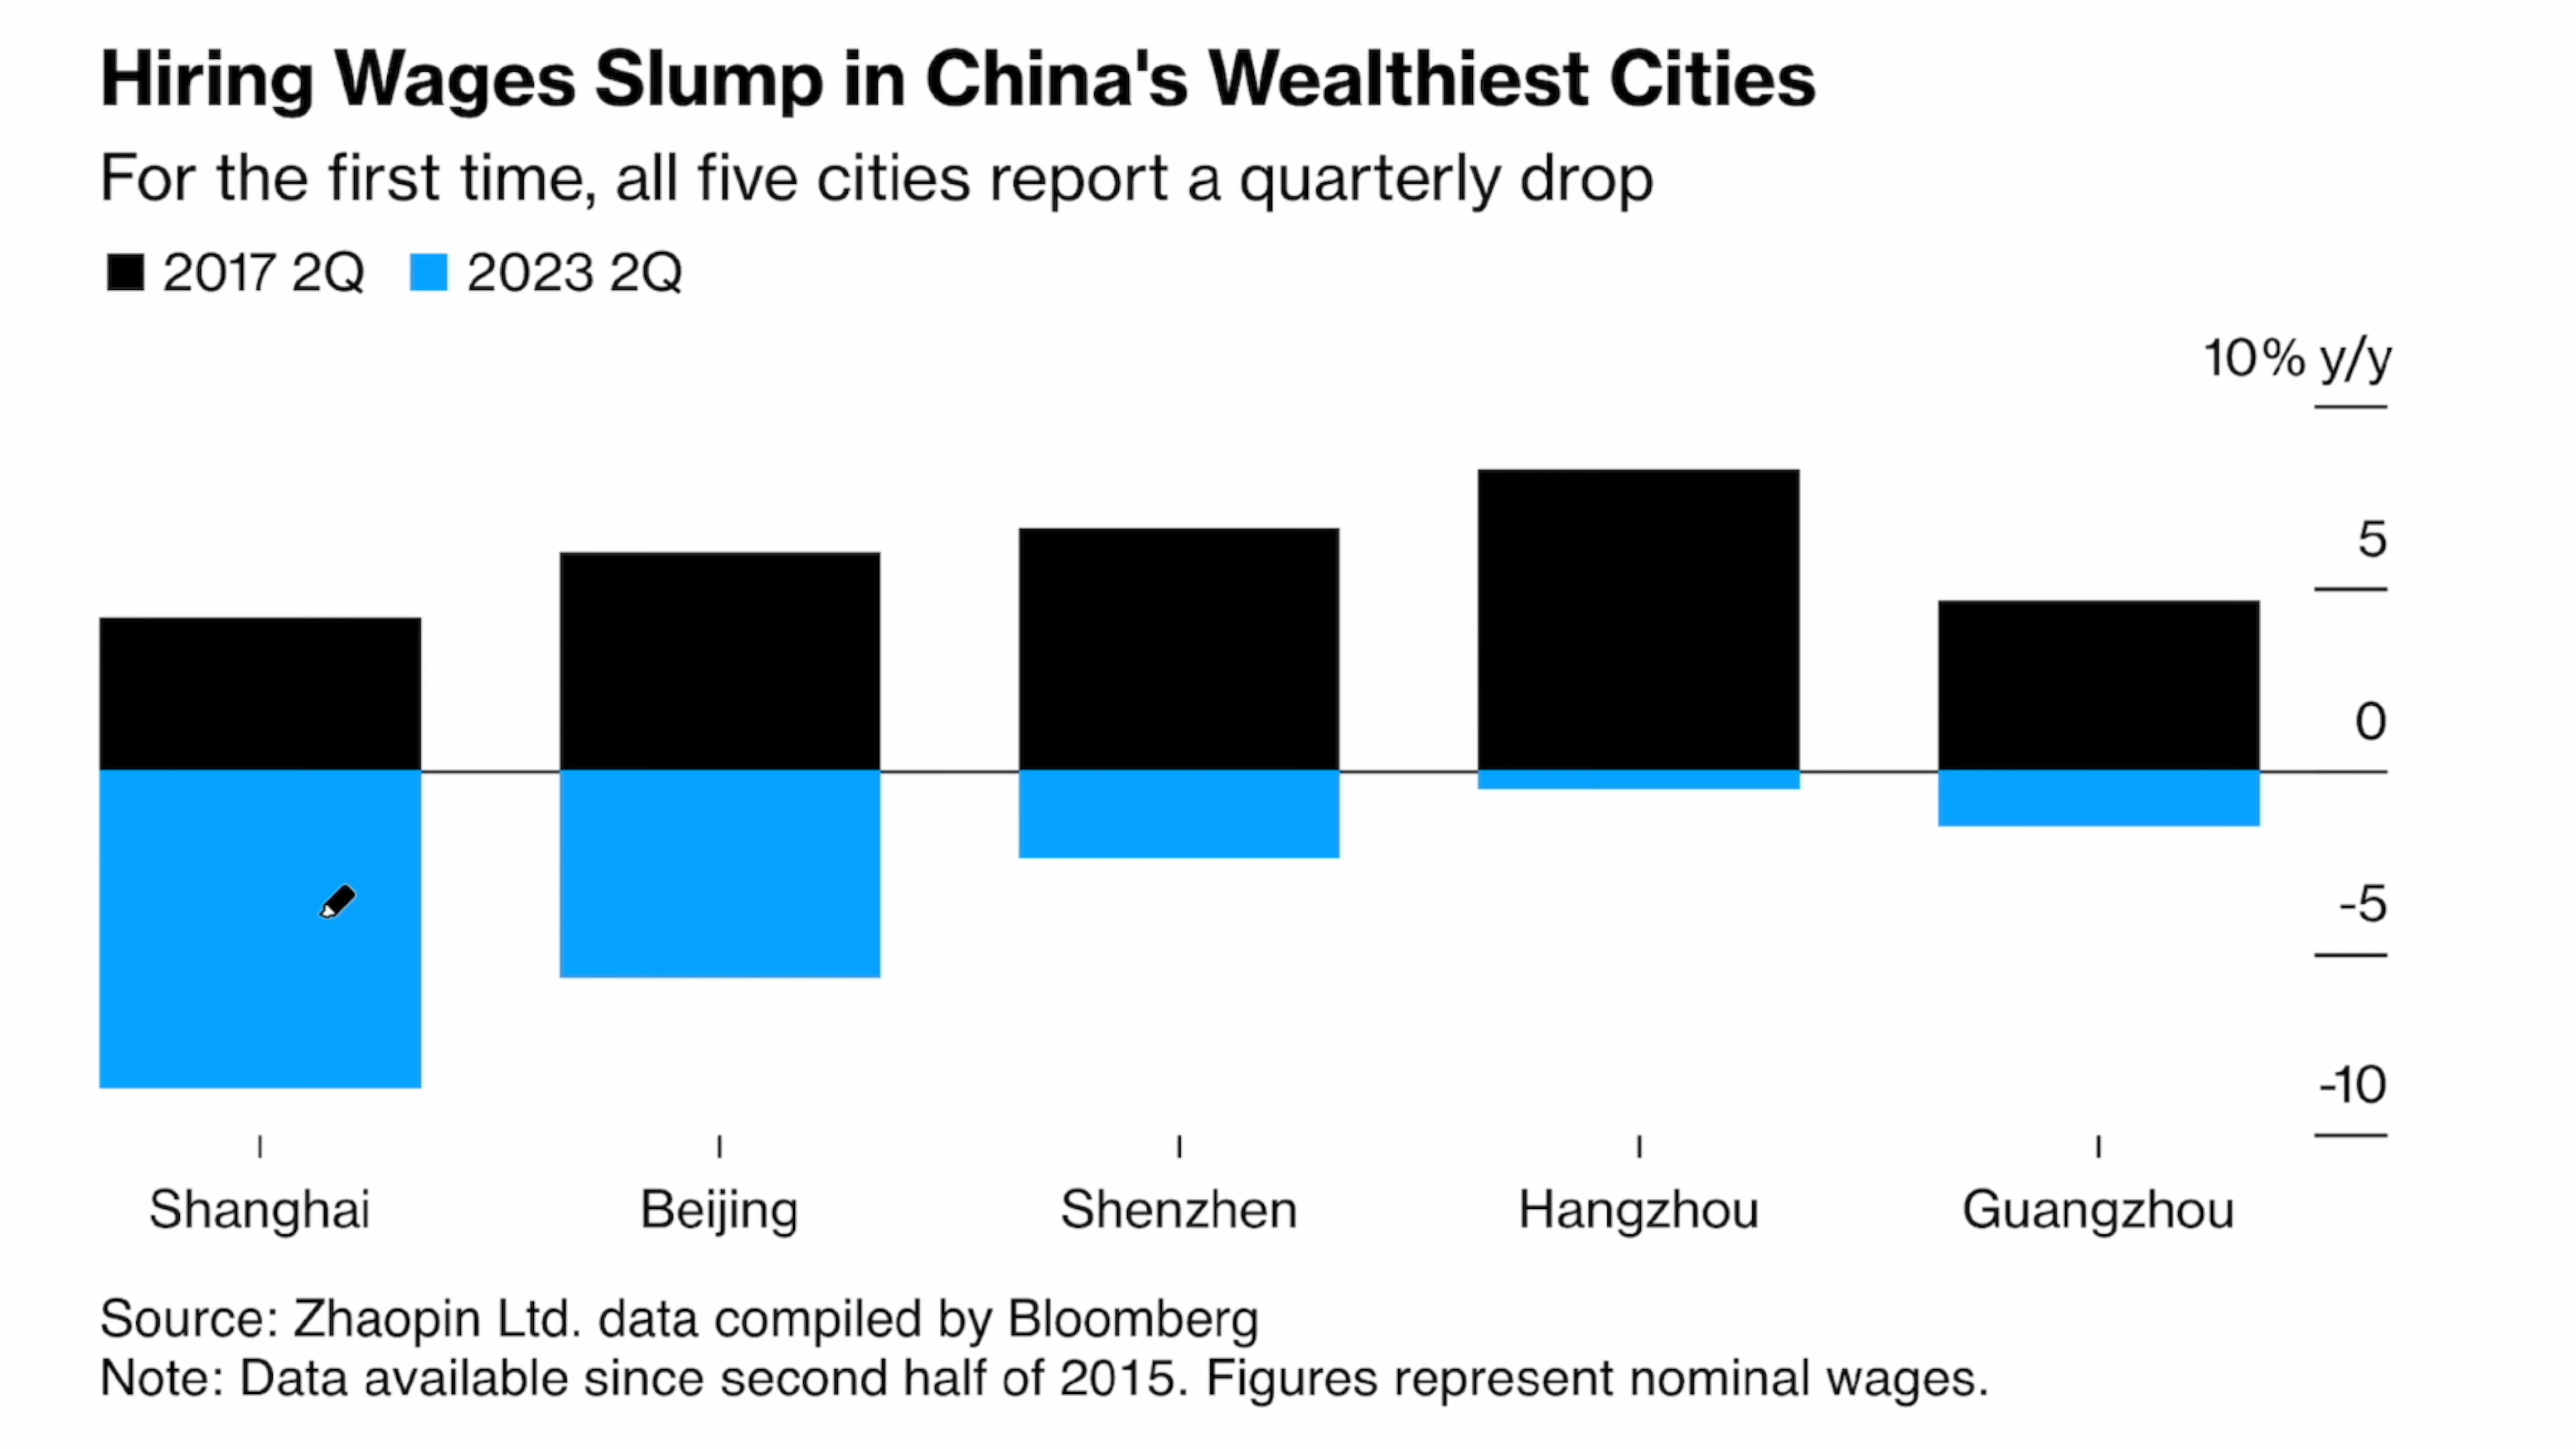 Hiring Wages Slump in China's Wealthiest Cities
For the first time, all five cities report a quarterly drop
2017 2Q 2023 2Q
10% y/y
5
0
-5
-10
Shanghai Beijing Shenzhen Hangzhou Guangzhou
Source: Zhaopin Ltd. data compiled by Bloomberg
Note: Data available since second half of 2015. Figures represent nominal wages.